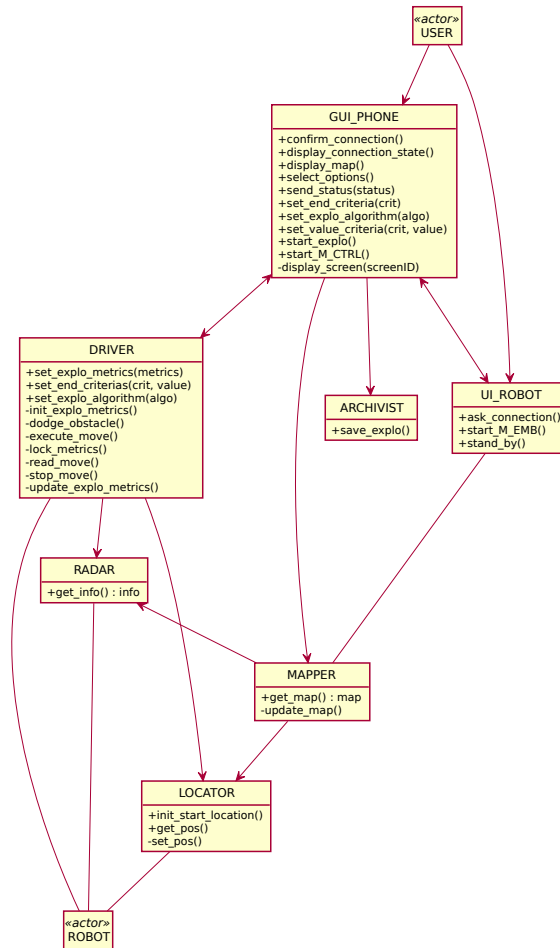 «actor»
USER
GUI_PHONE
+confirm_connection()
+display_connection_state()
+display_map()
+select_options()
+send_status(status)
+set_end_criteria(crit)
+set_explo_algorithm(algo)
+set_value_criteria(crit, value)
+start_explo()
+start_M_CTRL()
-display_screen(screenID)
DRIVER
+set_explo_metrics(metrics)
+set_end_criterias(crit, value)
+set_explo_algorithm(algo)
-init_explo_metrics()
-dodge_obstacle()
-execute_move()
-lock_metrics()
-read_move()
-stop_move()
-update_explo_metrics()
ARCHIVIST
+save_explo()
UI_ROBOT
+ask_connection()
+start_M_EMB()
+stand_by()
RADAR
+get_info() : info
MAPPER
+get_map() : map
-update_map()
LOCATOR
+init_start_location()
+get_pos()
-set_pos()
«actor»
ROBOT